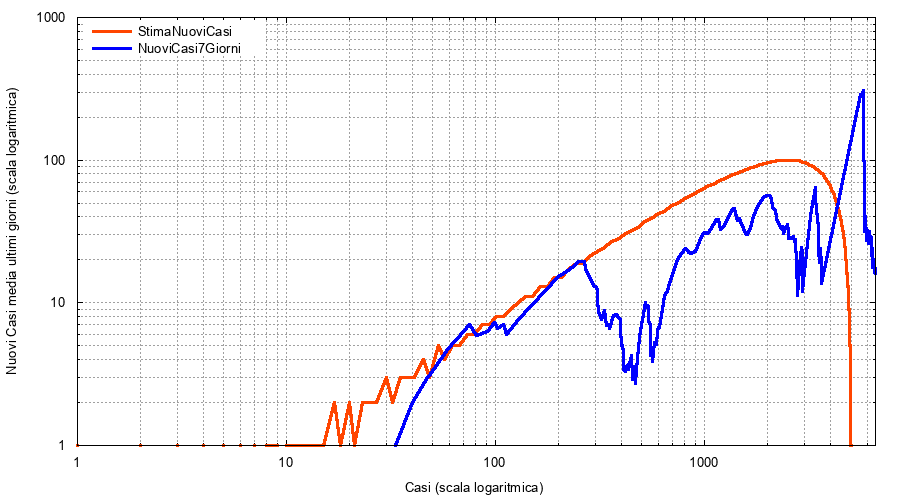 1000
StimaNuoviCasi
NuoviCasi7Giorni
100
10
1
1
10
100
1000
Nuovi Casi media ultimi giorni (scala logaritmica)
Casi (scala logaritmica)